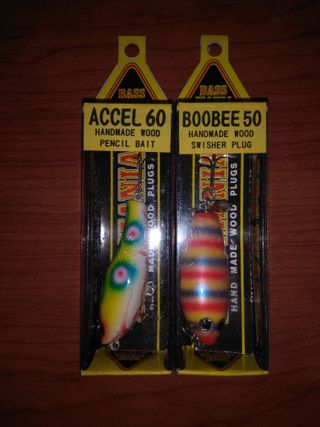 BASS
BASS
ACCEL 60
HANDMADE WOOD
PENCIL BAIT
BOOBEE 50
HANDMADE WOOD
SWISHER PLUG
HAND MADE WOOD PLUGS
HAND MADE WOOD PLUGS